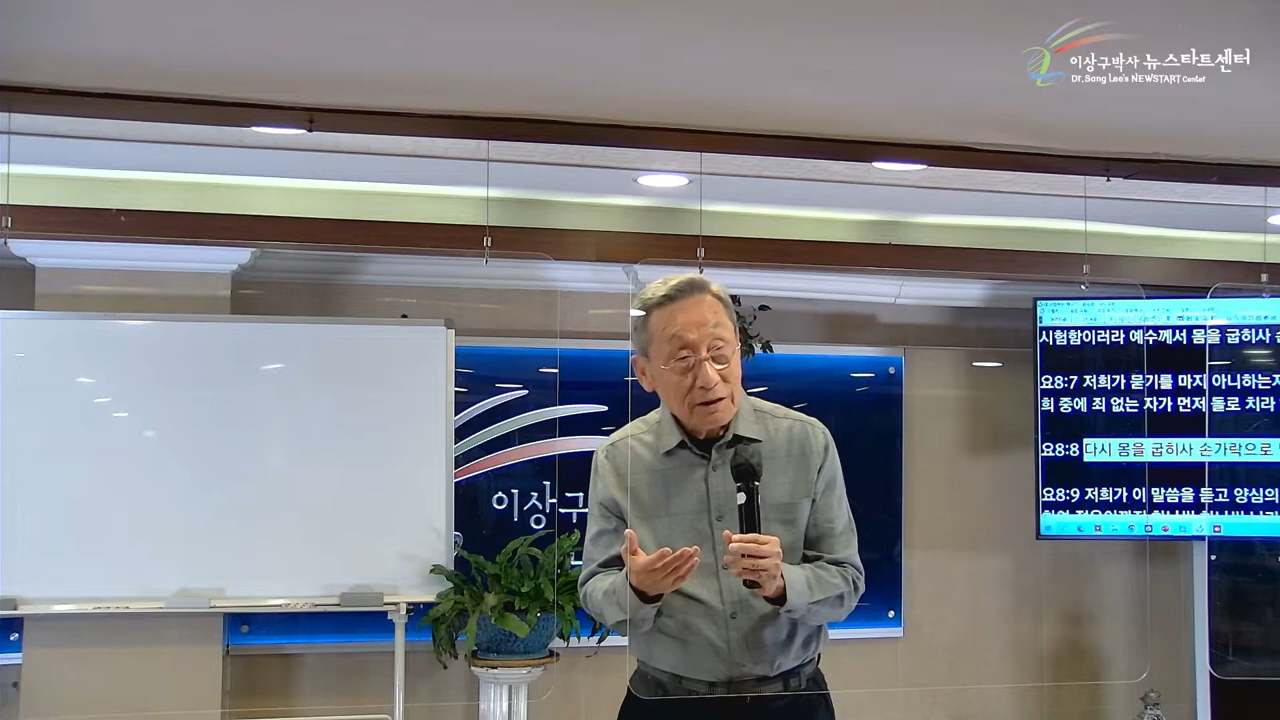 이상구박사 뉴스타트센터
Dr. Sang Lee's NEWSTART Center
시험함이러라 예수께서 몸을 굽히사
요8:7 저희가 묻기를 마지 아니하는지
희 중에 죄 없는 자가 먼저 돌로 치라
요8:8 다시 몸을 굽히사 손가락으로
요8:9 저희가 이 말씀을 듣고 양심의
이상구